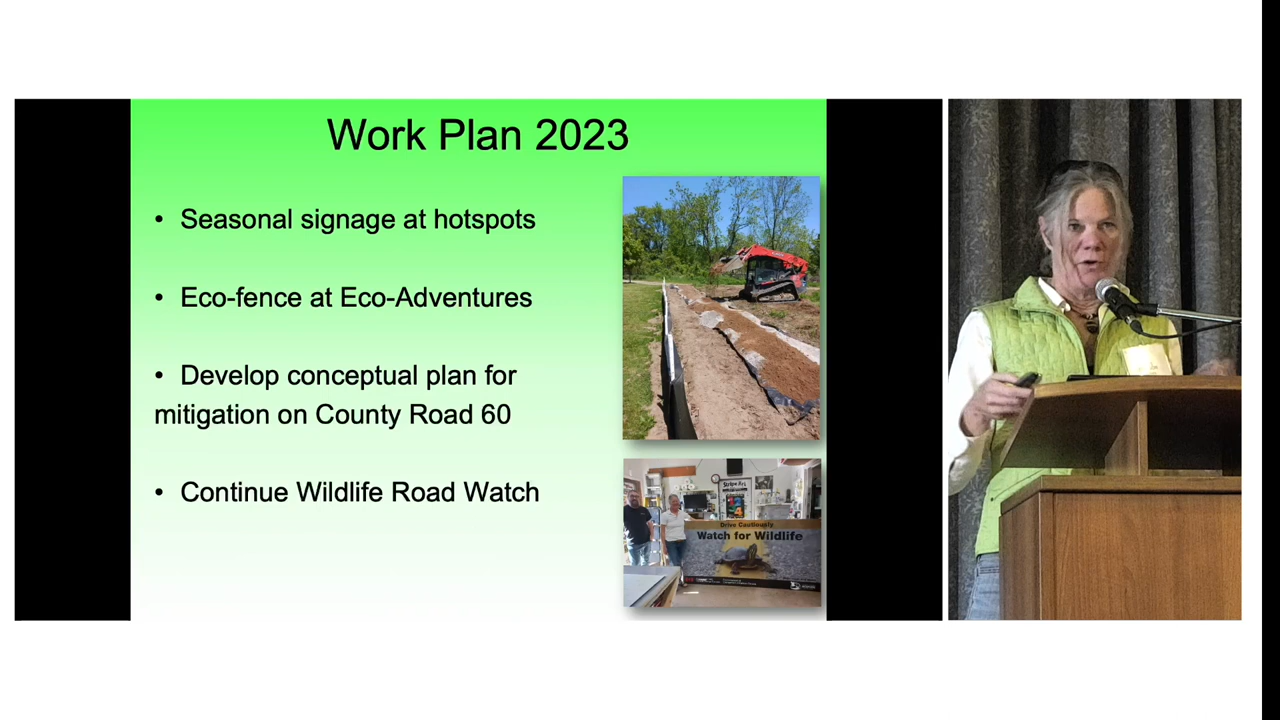 Work Plan 2023
• Seasonal signage at hotspots
• Eco-fence at Eco-Adventures
• Develop conceptual plan for
mitigation on County Road 60
• Continue Wildlife Road Watch
Drive Cautiously
Watch for Wildlife